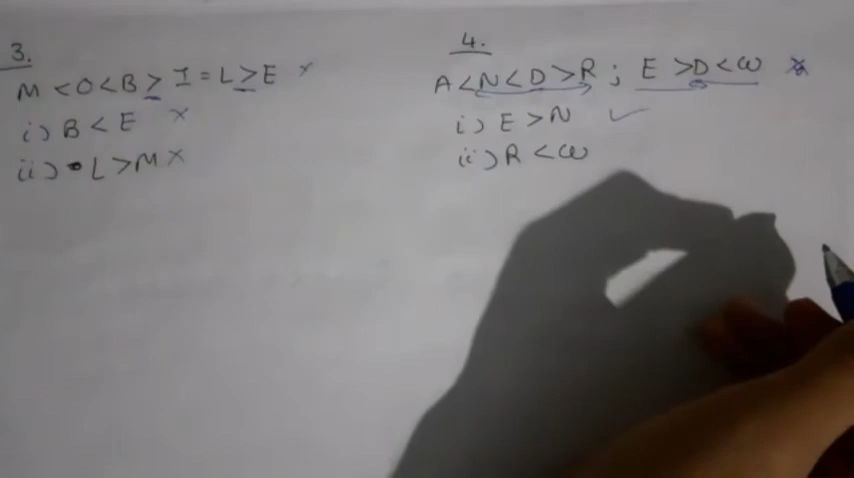 3.
M < O < B ≥ I = L ≥ E ×
i) B < E ×
ii) L > M ×
4.
A < N < D > R ; E > D < W
i) E > N ✓
ii) R < W